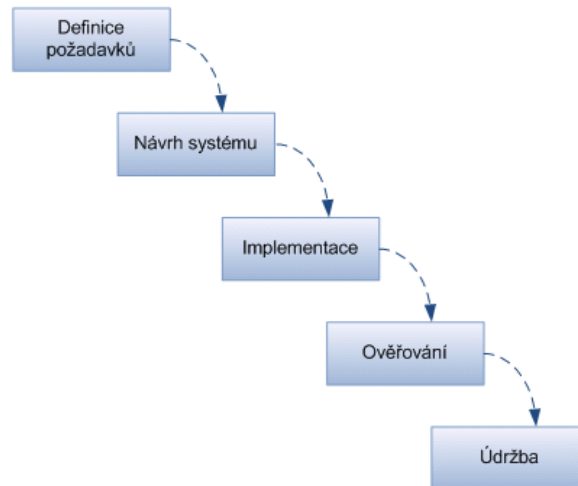 Definice
požadavků
Návrh systému
Implementace
Ověřování
Údržba